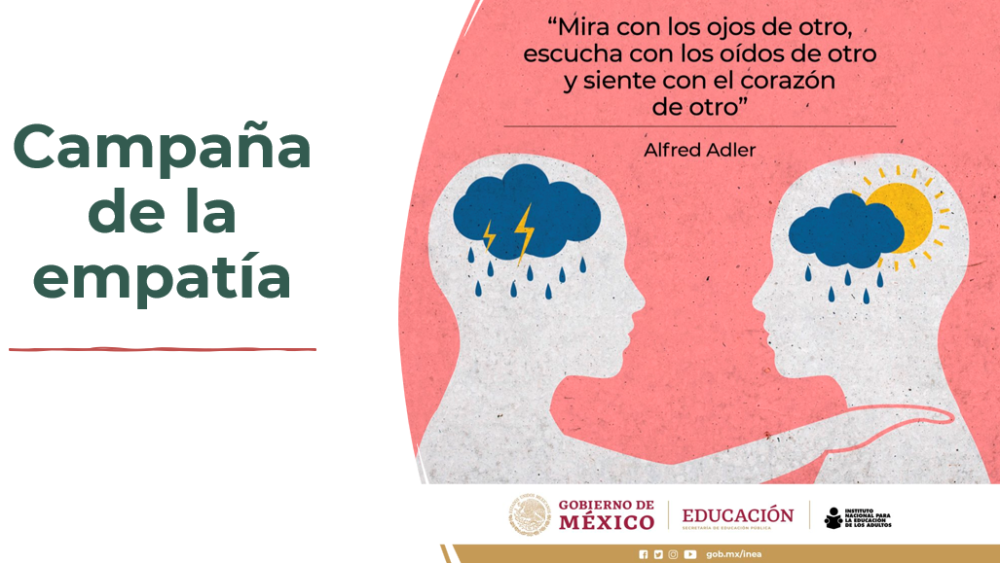 Campaña
de la
empatía
“Mira con los ojos de otro,
escucha con los oídos de otro
y siente con el corazón
de otro”
Alfred Adler
GOBIERNO DE
MÉXICO
EDUCACIÓN
SECRETARÍA DE EDUCACIÓN PÚBLICA
INSTITUTO
NACIONAL PARA
LA EDUCACIÓN
DE LOS ADULTOS
gob.mx/inea